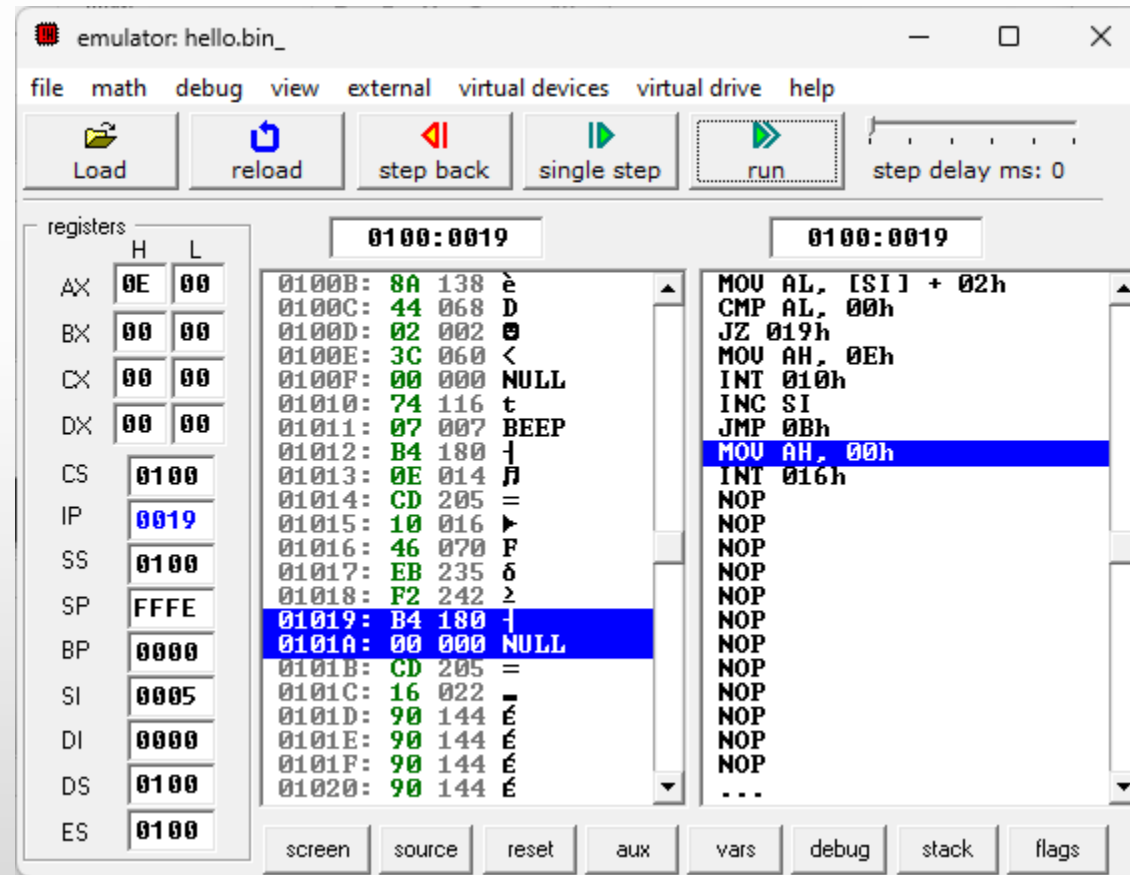 emulator: hello.bin_
file math debug view external virtual devices virtual drive help
Load reload step back single step run step delay ms: 0
registers
H L
AX 0E 00
BX 00 00
CX 00 00
DX 00 00
CS 0100
IP 0019
SS 0100
SP FFFE
BP 0000
SI 0005
DI 0000
DS 0100
ES 0100
0100:0019
0100B: 8A 138 è
0100C: 44 068 D
0100D: 02 002 ☻
0100E: 3C 060 <
0100F: 00 000 NULL
01010: 74 116 t
01011: 07 007 BEEP
01012: B4 180 ┤
01013: 0E 014 ♫
01014: CD 205 =
01015: 10 016 ►
01016: 46 070 F
01017: EB 235 δ
01018: F2 242 ≥
01019: B4 180 ┤
0101A: 00 000 NULL
0101B: CD 205 =
0101C: 16 022 ▬
0101D: 90 144 É
0101E: 90 144 É
0101F: 90 144 É
01020: 90 144 É
0100:0019
MOV AL, [SI] + 02h
CMP AL, 00h
JZ 019h
MOV AH, 0Eh
INT 010h
INC SI
JMP 0Bh
MOV AH, 00h
INT 016h
NOP
NOP
NOP
NOP
NOP
NOP
NOP
NOP
NOP
NOP
NOP
NOP
...
screen source reset aux vars debug stack flags